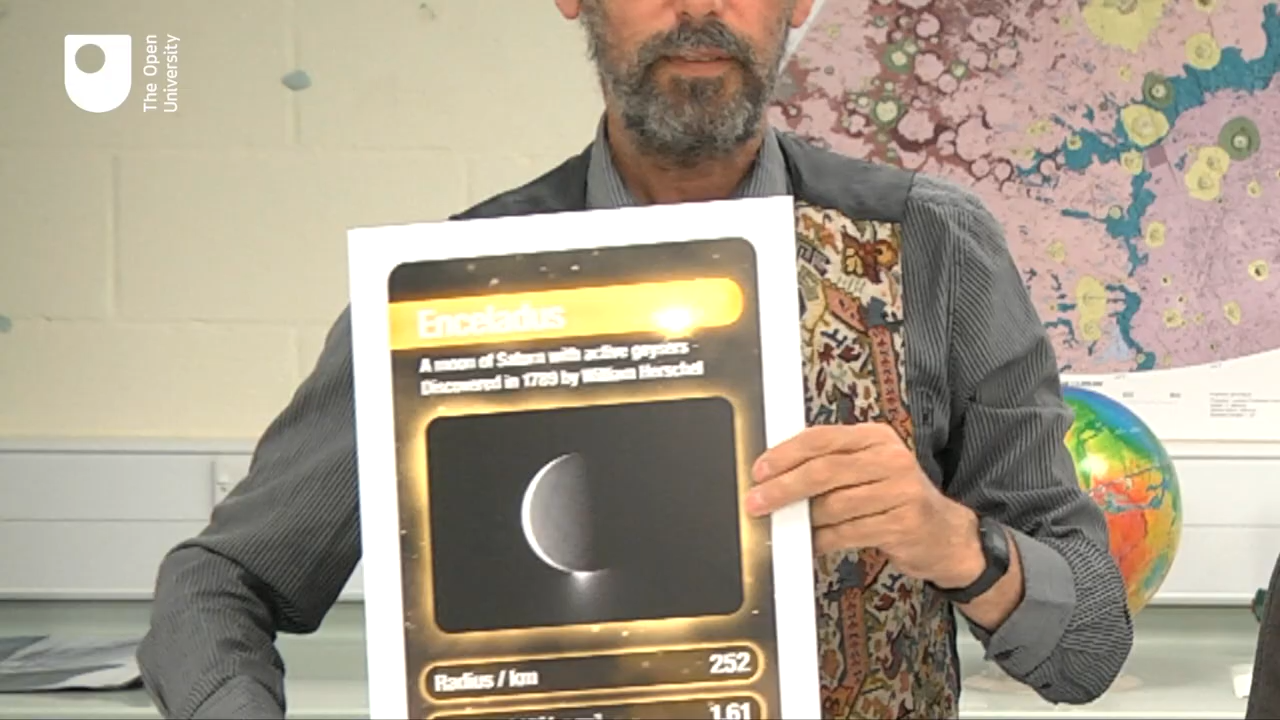 The Open
University
Enceladus
A moon of Saturn with active geysers
Discovered in 1789 by William Herschel
Radius / km
252
1.61